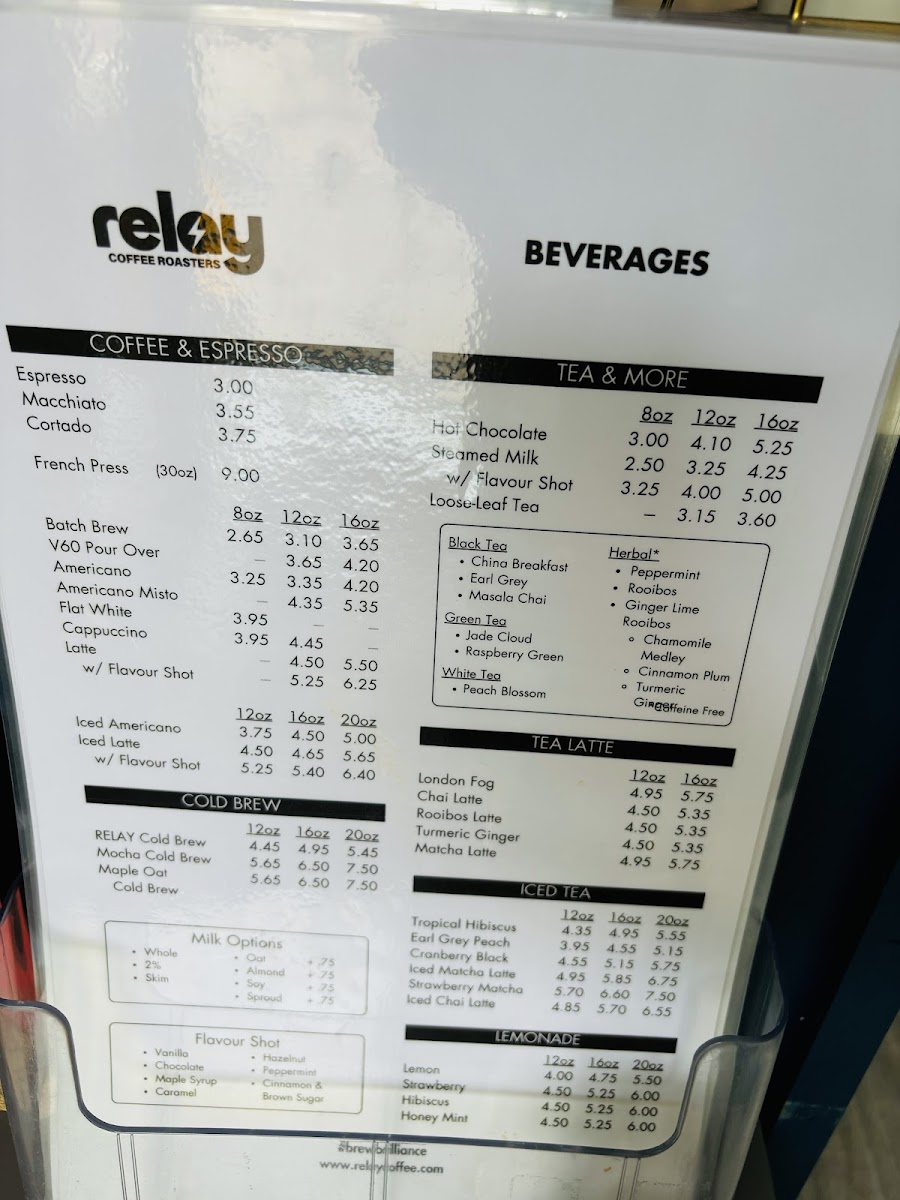 relay
COFFEE ROASTERS
BEVERAGES
COFFEE & ESPRESSO
Espresso 3.00
Macchiato 3.55
Cortado 3.75
French Press (30oz) 9.00
8oz 12oz 16oz
Batch Brew 2.65 3.10 3.65
V60 Pour Over – 3.65 4.20
Americano 3.25 3.35 4.20
Americano Misto – 4.35 5.35
Flat White 3.95 – –
Cappuccino 3.95 4.45 –
Latte – 4.50 5.50
w/ Flavour Shot – 5.25 6.25
12oz 16oz 20oz
Iced Americano 3.75 4.50 5.00
Iced Latte 4.50 4.65 5.65
w/ Flavour Shot 5.25 5.40 6.40
COLD BREW
12oz 16oz 20oz
RELAY Cold Brew 4.45 4.95 5.45
Mocha Cold Brew 5.65 6.50 7.50
Maple Oat 5.65 6.50 7.50
Cold Brew
Milk Options
• Whole
• 2%
• Skim
• Oat + .75
• Almond + .75
• Soy + .75
• Sproud + .75
Flavour Shot
• Vanilla
• Chocolate
• Maple Syrup
• Caramel
• Hazelnut
• Peppermint
• Cinnamon &
Brown Sugar
TEA & MORE
8oz 12oz 16oz
Hot Chocolate 3.00 4.10 5.25
Steamed Milk 2.50 3.25 4.25
w/ Flavour Shot 3.25 4.00 5.00
Loose-Leaf Tea – 3.15 3.60
Black Tea
• China Breakfast
• Earl Grey
• Masala Chai
Green Tea
• Jade Cloud
• Raspberry Green
White Tea
• Peach Blossom
Herbal*
• Peppermint
• Rooibos
• Ginger Lime
Rooibos
○ Chamomile
Medley
○ Cinnamon Plum
○ Turmeric
Ginger
*Caffeine Free
TEA LATTE
12oz 16oz
London Fog 4.95 5.75
Chai Latte 4.50 5.35
Rooibos Latte 4.50 5.35
Turmeric Ginger 4.50 5.35
Matcha Latte 4.95 5.75
ICED TEA
12oz 16oz 20oz
Tropical Hibiscus 4.35 4.95 5.55
Earl Grey Peach 3.95 4.55 5.15
Cranberry Black 4.55 5.15 5.75
Iced Matcha Latte 4.95 5.85 6.75
Strawberry Matcha 5.70 6.60 7.50
Iced Chai Latte 4.85 5.70 6.55
LEMONADE
12oz 16oz 20oz
Lemon 4.00 4.75 5.50
Strawberry 4.50 5.25 6.00
Hibiscus 4.50 5.25 6.00
Honey Mint 4.50 5.25 6.00
#brewbrilliance
www.relaycoffee.com